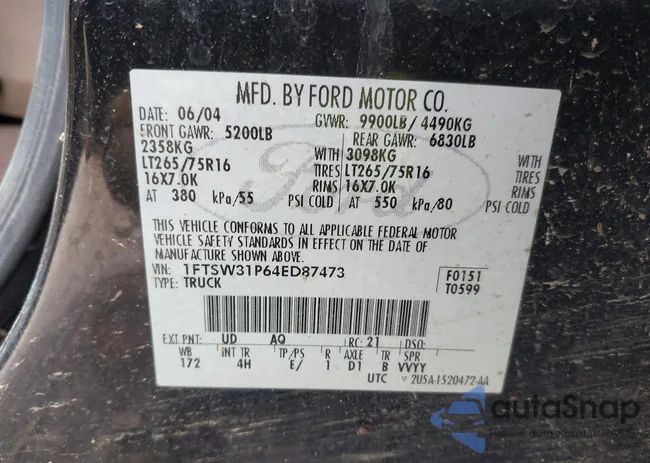 MFD. BY FORD MOTOR CO.
DATE: 06/04 GVWR: 9900LB/ 4490KG
FRONT GAWR: 5200LB REAR GAWR: 6830LB
2358KG WITH 3098KG WITH
LT265/75R16 TIRES LT265/75R16 TIRES
16X7.0K RIMS 16X7.0K RIMS
AT 380 kPa/55 PSI COLD AT 550 kPa/80 PSI COLD
Ford
THIS VEHICLE CONFORMS TO ALL APPLICABLE FEDERAL MOTOR
VEHICLE SAFETY STANDARDS IN EFFECT ON THE DATE OF
MANUFACTURE SHOWN ABOVE.
VIN: 1FTSW31P64ED87473 F0151
TYPE: TRUCK T0599
EXT PNT: UD AQ RC: 21 DSO:
WB INT TR TP/PS R AXLE TR SPR
172 4H E/ 1 D1 B VVYY
UTC 2U5A-1520472-AA
autoSnap